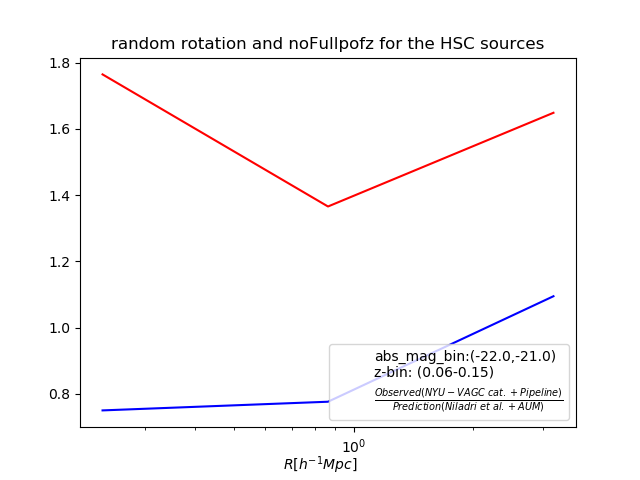 random rotation and noFullpofz for the HSC sources
1.8
1.6
1.4
1.2
1.0
0.8
abs_mag_bin:(-22.0,-21.0)
z-bin: (0.06-0.15)
Observed(NYU − VAGC cat. + Pipeline)
Prediction(Niladri et al. + AUM)
10⁰
R[h⁻¹Mpc]